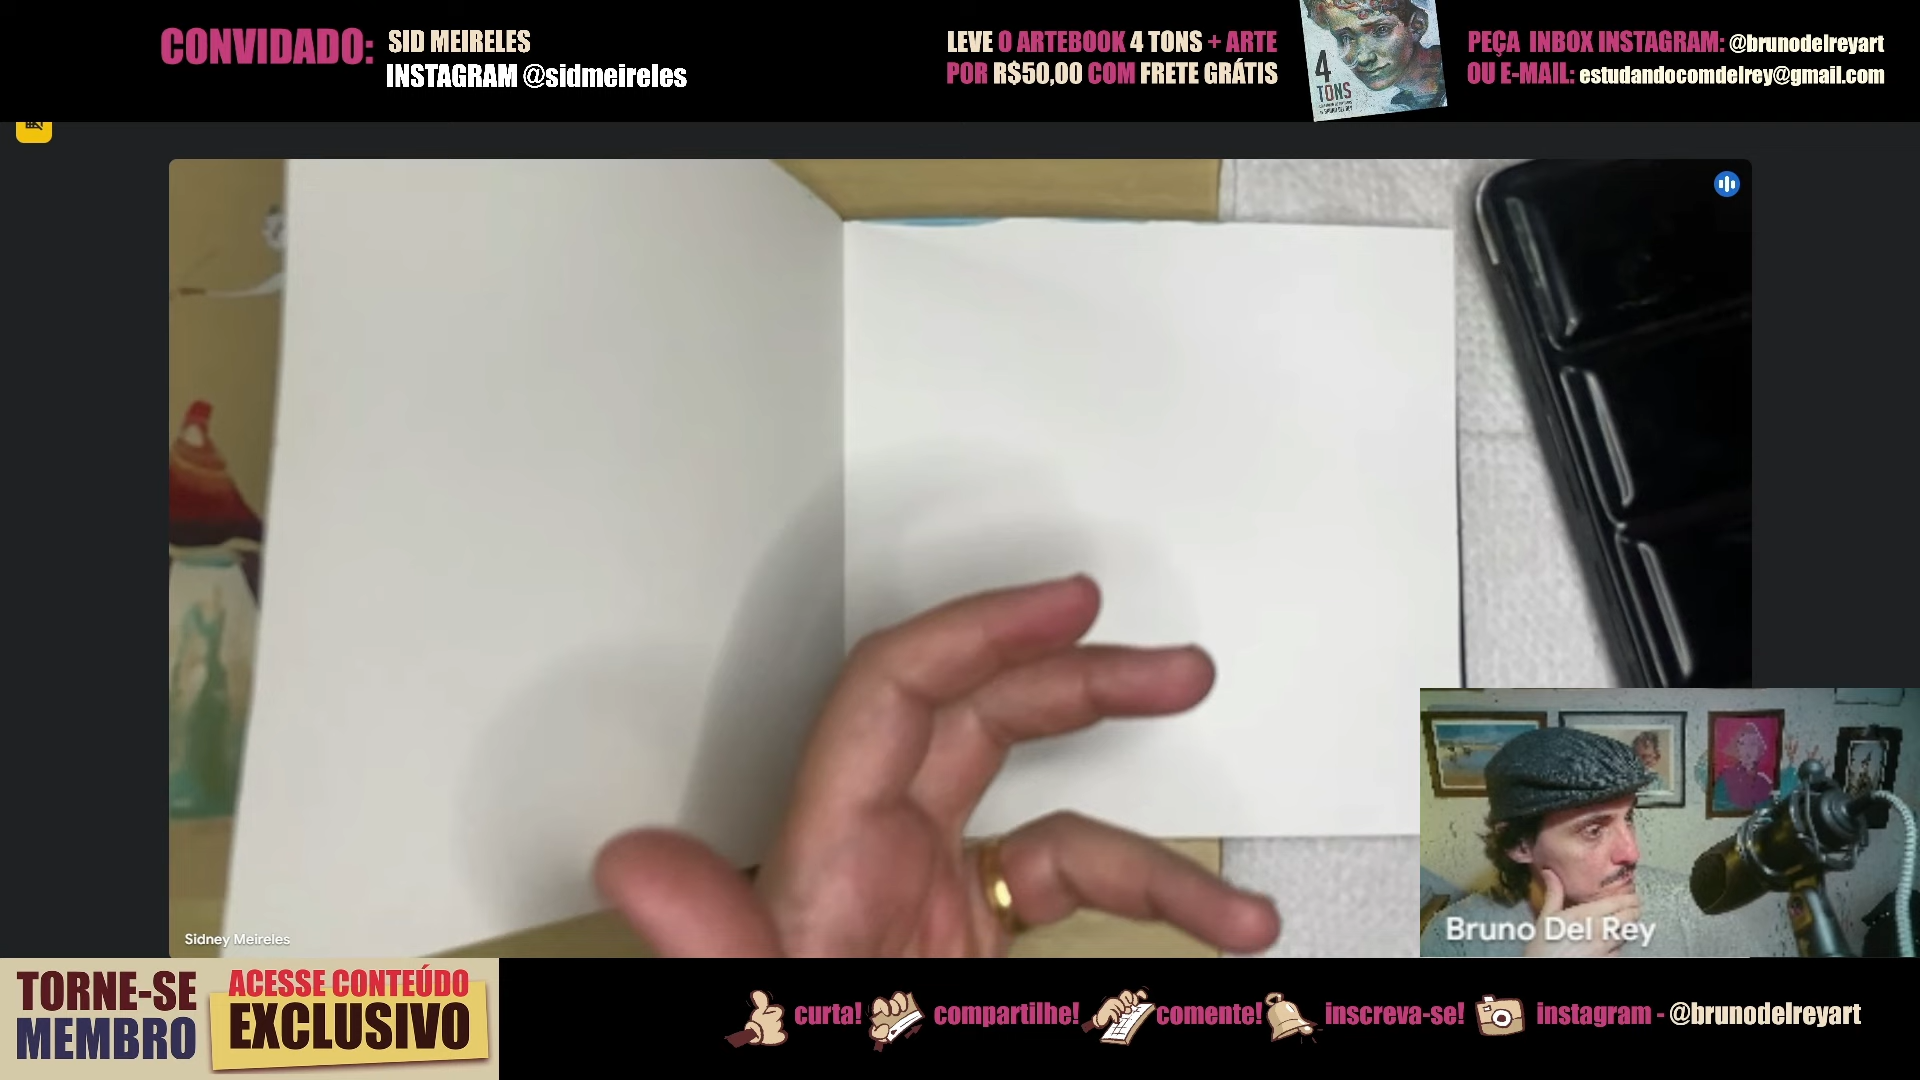 CONVIDADO: SID MEIRELES
INSTAGRAM @sidmeireles
LEVE O ARTEBOOK 4 TONS + ARTE
POR R$50,00 COM FRETE GRÁTIS
4
TONS
PEÇA INBOX INSTAGRAM: @brunodelreyart
OU E-MAIL: estudandocomdelrey@gmail.com
Sidney Meireles
Bruno Del Rey
TORNE-SE
MEMBRO
ACESSE CONTEÚDO
EXCLUSIVO
curta! compartilhe! comente! inscreva-se! instagram - @brunodelreyart